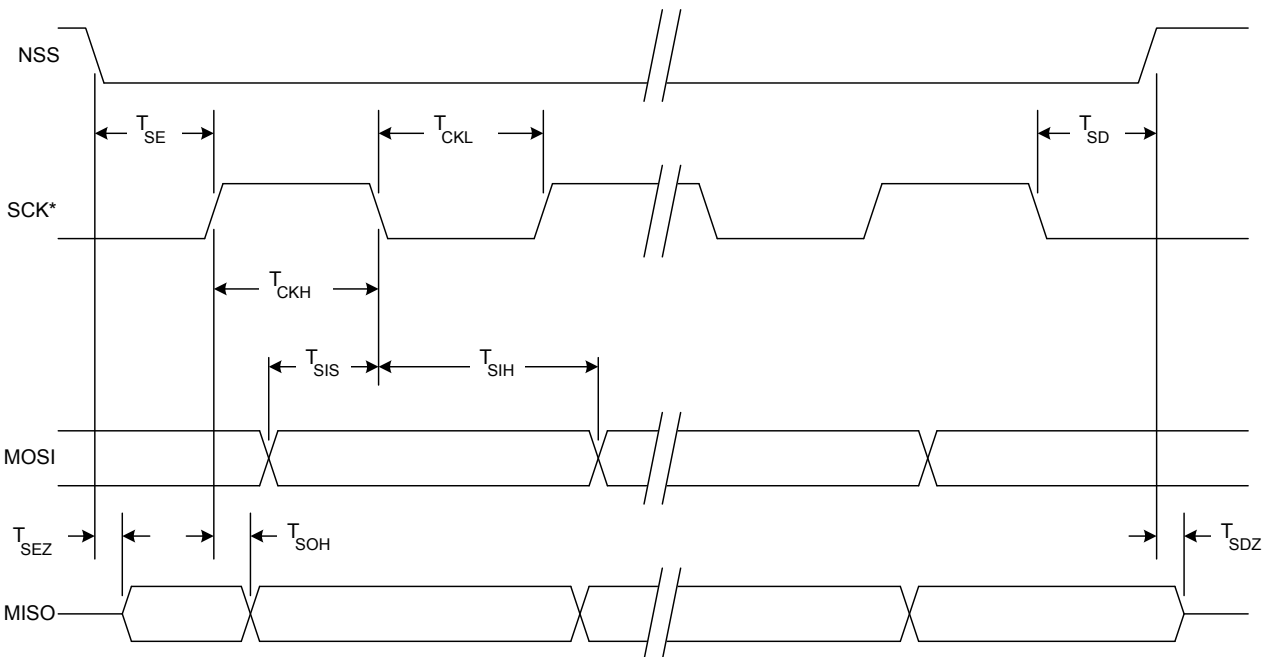 NSS
T_SE
T_CKL
T_SD
SCK*
T_CKH
T_SIS
T_SIH
MOSI
T_SEZ
T_SOH
T_SDZ
MISO